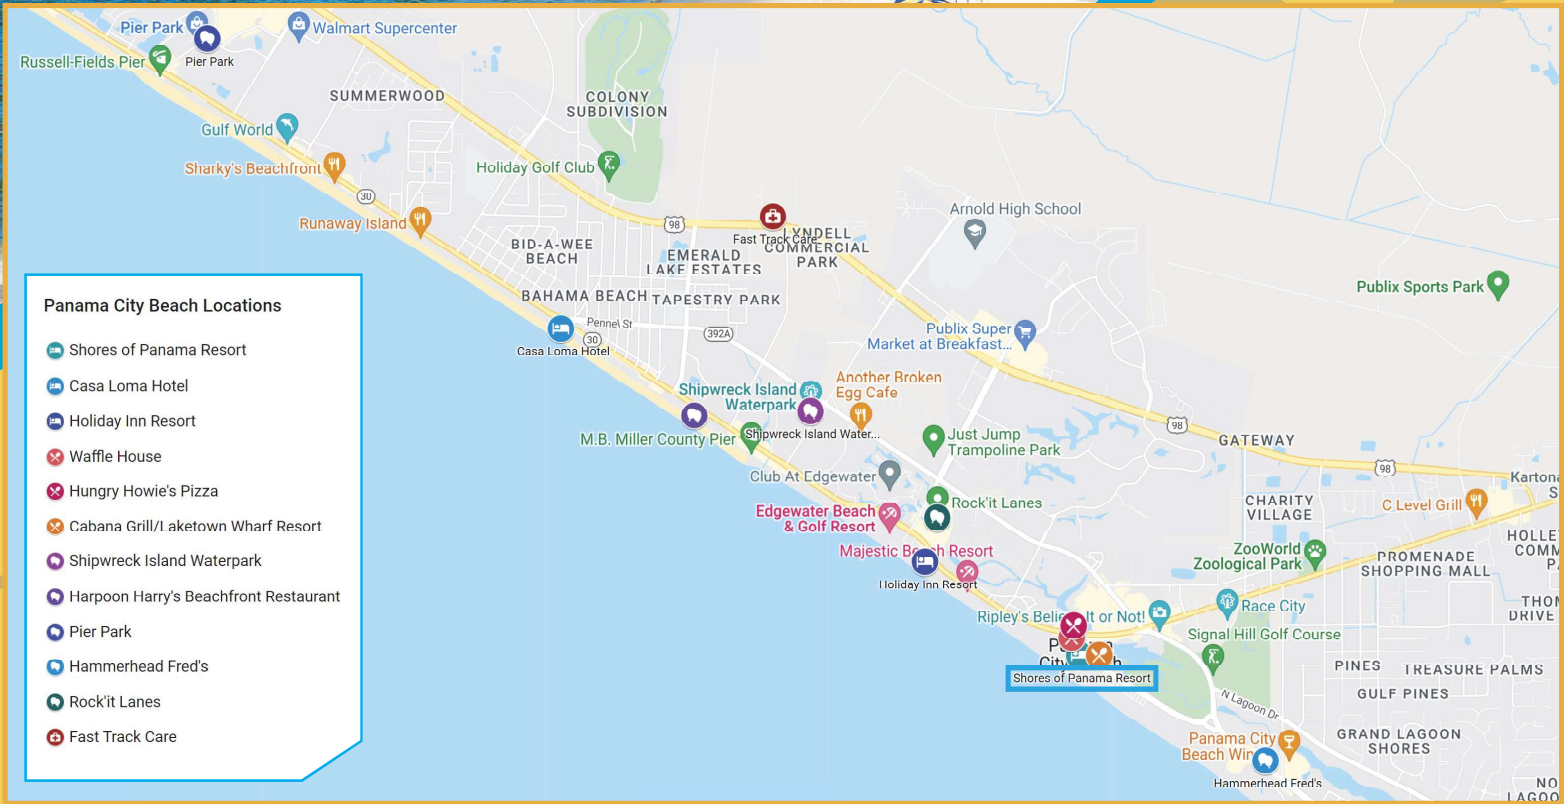 Pier Park
Pier Park
Walmart Supercenter
Russell-Fields Pier
SUMMERWOOD
COLONY
SUBDIVISION
Gulf World
Sharky's Beachfront
Holiday Golf Club
30
Runaway Island
98
Fast Track Care
LYNDELL
COMMERCIAL
PARK
Arnold High School
BID-A-WEE
BEACH
EMERALD
LAKE ESTATES
BAHAMA BEACH
TAPESTRY PARK
Publix Sports Park
Pennel St
30
392A
Casa Loma Hotel
Publix Super
Market at Breakfast...
Shipwreck Island
Waterpark
Another Broken
Egg Cafe
M.B. Miller County Pier
Shipwreck Island Water...
Just Jump
Trampoline Park
98
GATEWAY
98
Club At Edgewater
Rock'it Lanes
Edgewater Beach
& Golf Resort
CHARITY
VILLAGE
C Level Grill
Majestic Beach Resort
Holiday Inn Resort
ZooWorld
Zoological Park
PROMENADE
SHOPPING MALL
Ripley's Believe It or Not!
Race City
Signal Hill Golf Course
DRIVE
Shores of Panama Resort
PINES
TREASURE PALMS
GULF PINES
N Lagoon Dr
GRAND LAGOON
SHORES
Panama City
Beach Win
Hammerhead Fred's
NO
Panama City Beach Locations
Shores of Panama Resort
Casa Loma Hotel
Holiday Inn Resort
Waffle House
Hungry Howie's Pizza
Cabana Grill/Laketown Wharf Resort
Shipwreck Island Waterpark
Harpoon Harry's Beachfront Restaurant
Pier Park
Hammerhead Fred's
Rock'it Lanes
Fast Track Care